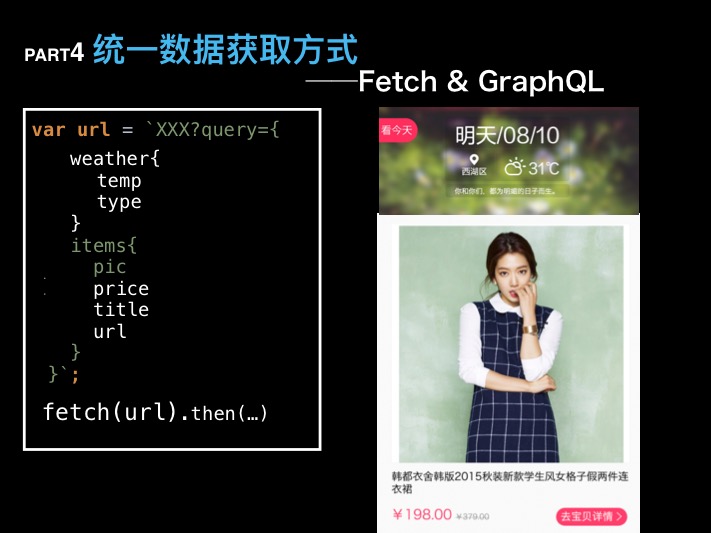 PART4 统一数据获取方式
——Fetch & GraphQL
var url = `XXX?query={
weather{
temp
type
}
items{
pic
price
title
url
}
}`;
fetch(url).then(…)
看今天
明天/08/10
西湖区
31℃
你和你们，都为明媚的日子而生。
韩都衣舍韩版2015秋装新款学生风女格子假两件连
衣裙
￥198.00 ￥379.00
去宝贝详情 >